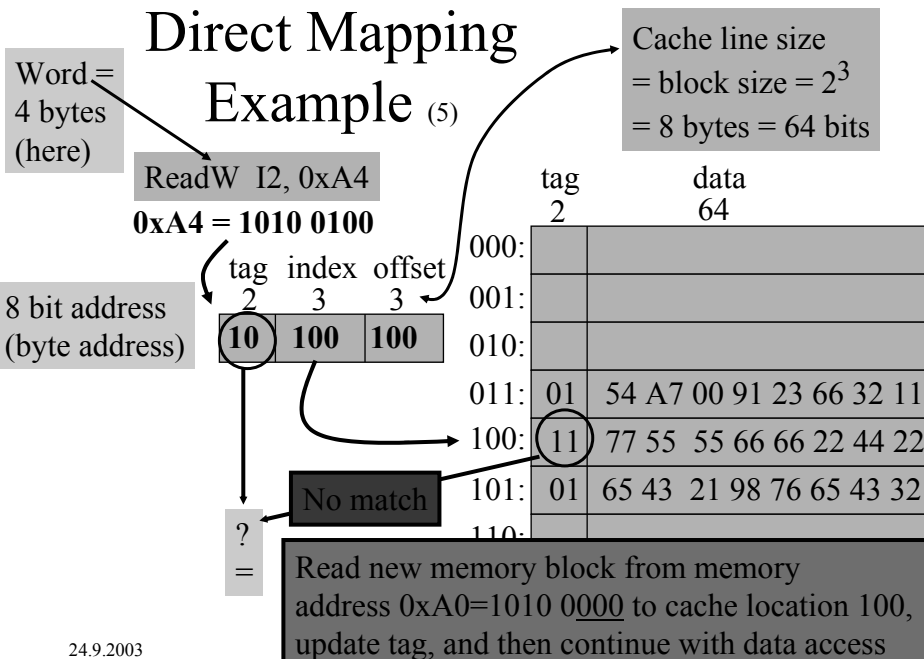 Direct Mapping
Example (5)
Word =
4 bytes
(here)
Cache line size
= block size = 2³
= 8 bytes = 64 bits
ReadW I2, 0xA4
0xA4 = 1010 0100
tag index offset
2 3 3
10 100 100
8 bit address
(byte address)
tag data
2 64
000:
001:
010:
011: 01 54 A7 00 91 23 66 32 11
100: 11 77 55 55 66 66 22 44 22
101: 01 65 43 21 98 76 65 43 32
110:
No match
?
=
Read new memory block from memory
address 0xA0=1010 0000 to cache location 100,
update tag, and then continue with data access
24.9.2003